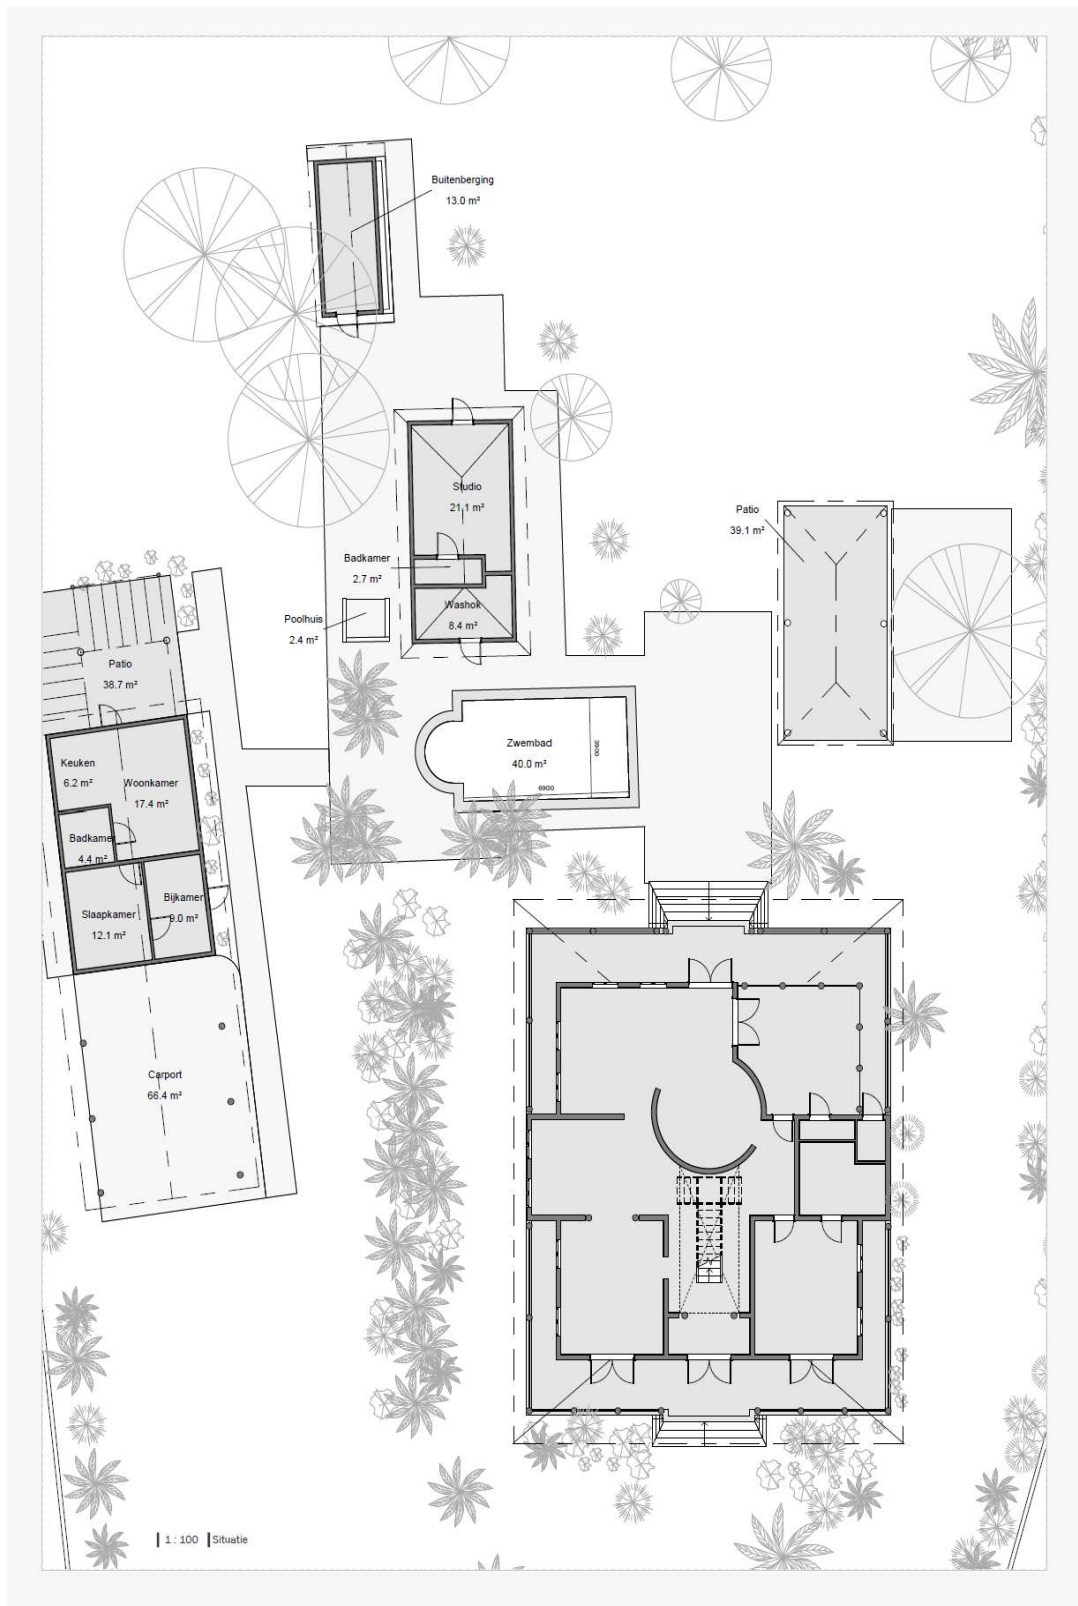 Buitenberging
13.0 m²
Studio
21.1 m²
Patio
39.1 m²
Badkamer
2.7 m²
Washok
8.4 m²
Poolhuis
2.4 m²
Patio
38.7 m²
Zwembad
40.0 m²
3900
6900
Keuken
6.2 m²
Woonkamer
17.4 m²
Badkamer
4.4 m²
Bijkamer
9.0 m²
Slaapkamer
12.1 m²
Carport
66.4 m²
1 : 100 Situatie